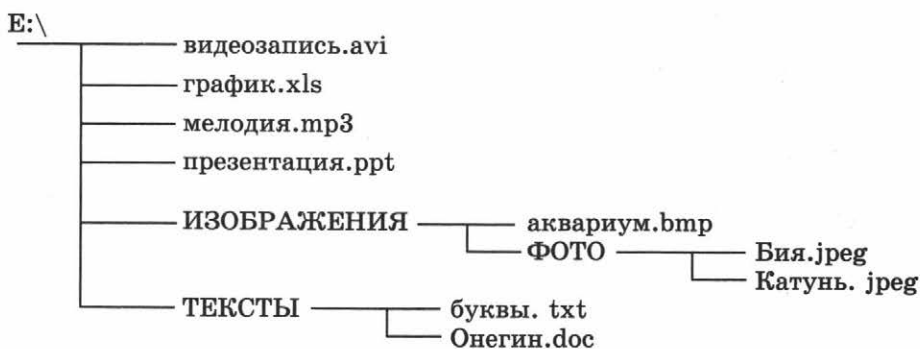 E:\
видеозапись.avi
график.xls
мелодия.mp3
презентация.ppt
ИЗОБРАЖЕНИЯ аквариум.bmp
ФОТО Бия.jpeg
Катунь. jpeg
ТЕКСТЫ буквы. txt
Онегин.doc